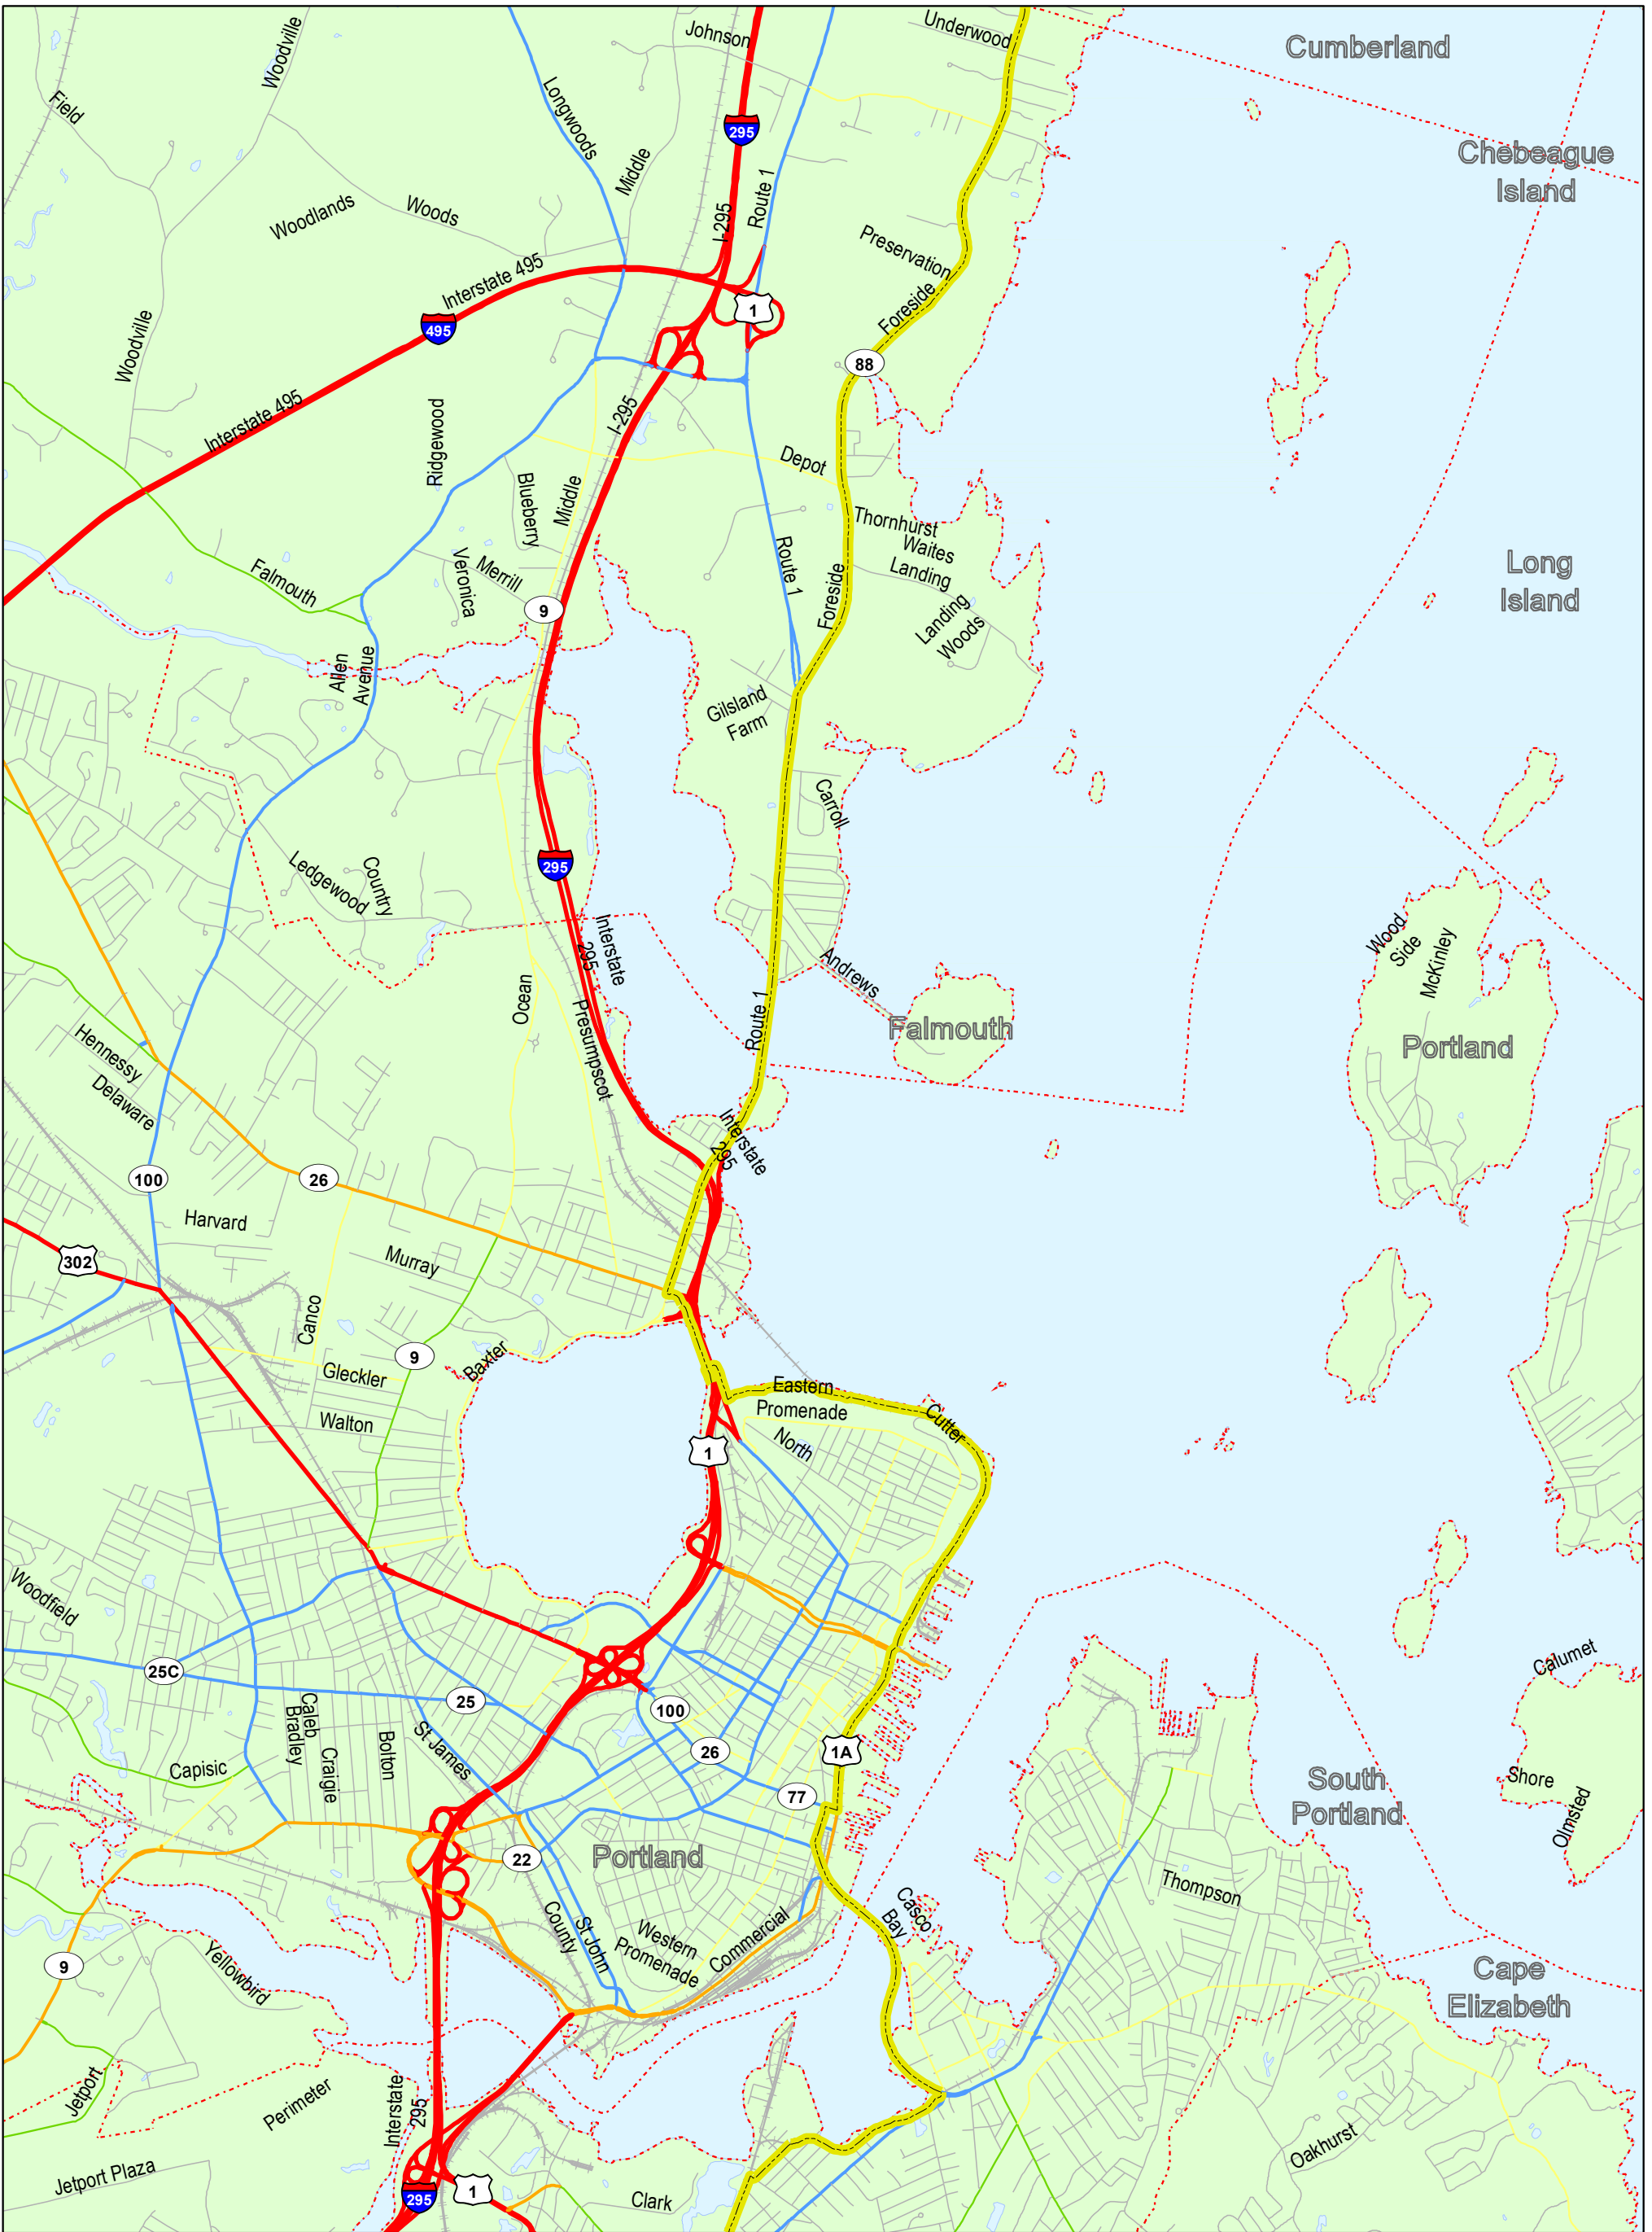 Underwood
Cumberland
Johnson
Woodville
Field
Longwoods
295
Middle
Chebeague
Island
Route 1
Woodlands
Woods
I-295
Preservation
Interstate 495
Foreside
1
495
Woodville
88
Interstate 495
Ridgewood
I-295
Depot
Blueberry
Middle
Thornhurst
Waites
Landing
Route 1
Long
Island
Falmouth
Veronica
Merrill
9
Foreside
Landing
Woods
Allen
Avenue
Gilsland
Farm
Carroll
Ledgewood
Country
295
Interstate
295
Wood
Side
McKinley
Ocean
Andrews
Presumpscot
Route 1
Falmouth
Portland
Hennessy
Delaware
Interstate
295
100
26
Harvard
302
Murray
Canco
9
Gleckler
Baxter
Eastern
Promenade
Cutter
Walton
1
North
Woodfield
25C
25
100
Calumet
Caleb
Bradley
Craigie
Bolton
St James
26
1A
Capisic
77
South
Portland
Shore
Olmsted
22
Portland
Thompson
Casco
Bay
County
St John
Western
Promenade
Commercial
9
Yellowbird
Cape
Elizabeth
Jetport
Perimeter
Interstate
295
Oakhurst
Jetport Plaza
295
1
Clark